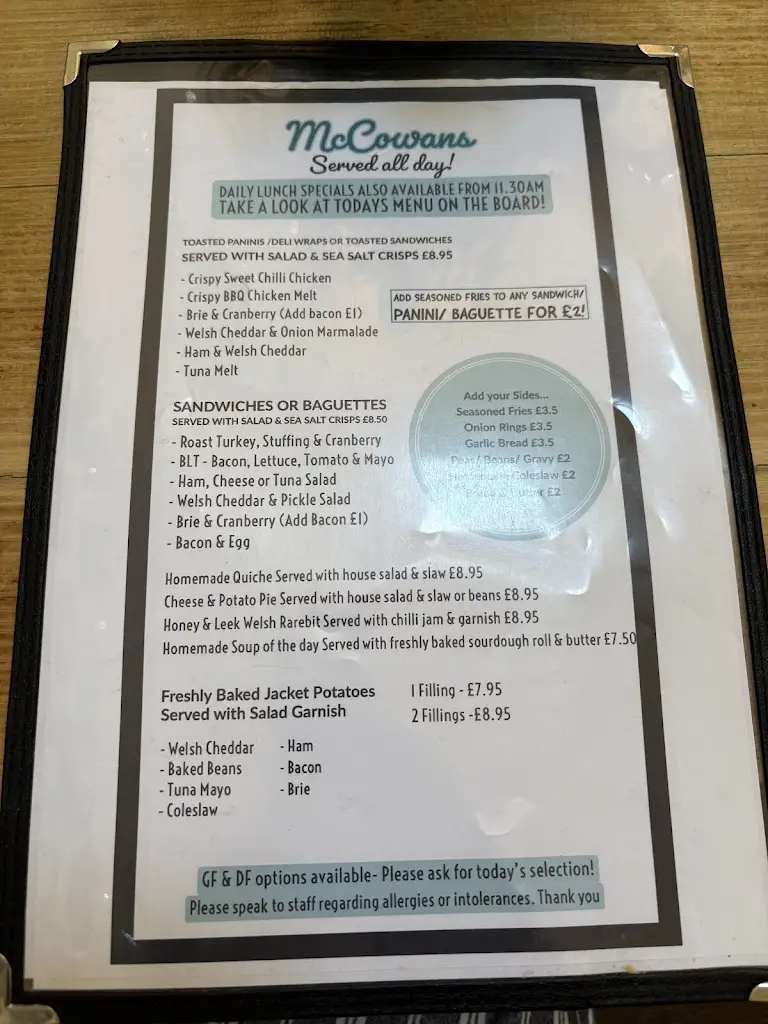 McCowans
Served all day!
DAILY LUNCH SPECIALS ALSO AVAILABLE FROM 11.30AM
TAKE A LOOK AT TODAYS MENU ON THE BOARD!
TOASTED PANINIS /DELI WRAPS OR TOASTED SANDWICHES
SERVED WITH SALAD & SEA SALT CRISPS £8.95
- Crispy Sweet Chilli Chicken
- Crispy BBQ Chicken Melt
- Brie & Cranberry (Add bacon £1)
- Welsh Cheddar & Onion Marmalade
- Ham & Welsh Cheddar
- Tuna Melt
ADD SEASONED FRIES TO ANY SANDWICH/
PANINI/ BAGUETTE FOR £2!
SANDWICHES OR BAGUETTES
SERVED WITH SALAD & SEA SALT CRISPS £8.50
- Roast Turkey, Stuffing & Cranberry
- BLT - Bacon, Lettuce, Tomato & Mayo
- Ham, Cheese or Tuna Salad
- Welsh Cheddar & Pickle Salad
- Brie & Cranberry (Add Bacon £1)
- Bacon & Egg
Add your Sides...
Seasoned Fries £3.5
Onion Rings £3.5
Garlic Bread £3.5
Peas/ Beans/ Gravy £2
Coleslaw £2
Bread & Butter £2
Homemade Quiche Served with house salad & slaw £8.95
Cheese & Potato Pie Served with house salad & slaw or beans £8.95
Honey & Leek Welsh Rarebit Served with chilli jam & garnish £8.95
Homemade Soup of the day Served with freshly baked sourdough roll & butter £7.50
Freshly Baked Jacket Potatoes
Served with Salad Garnish
1 Filling - £7.95
2 Fillings -£8.95
- Welsh Cheddar
- Baked Beans
- Tuna Mayo
- Coleslaw
- Ham
- Bacon
- Brie
GF & DF options available- Please ask for today's selection!
Please speak to staff regarding allergies or intolerances. Thank you